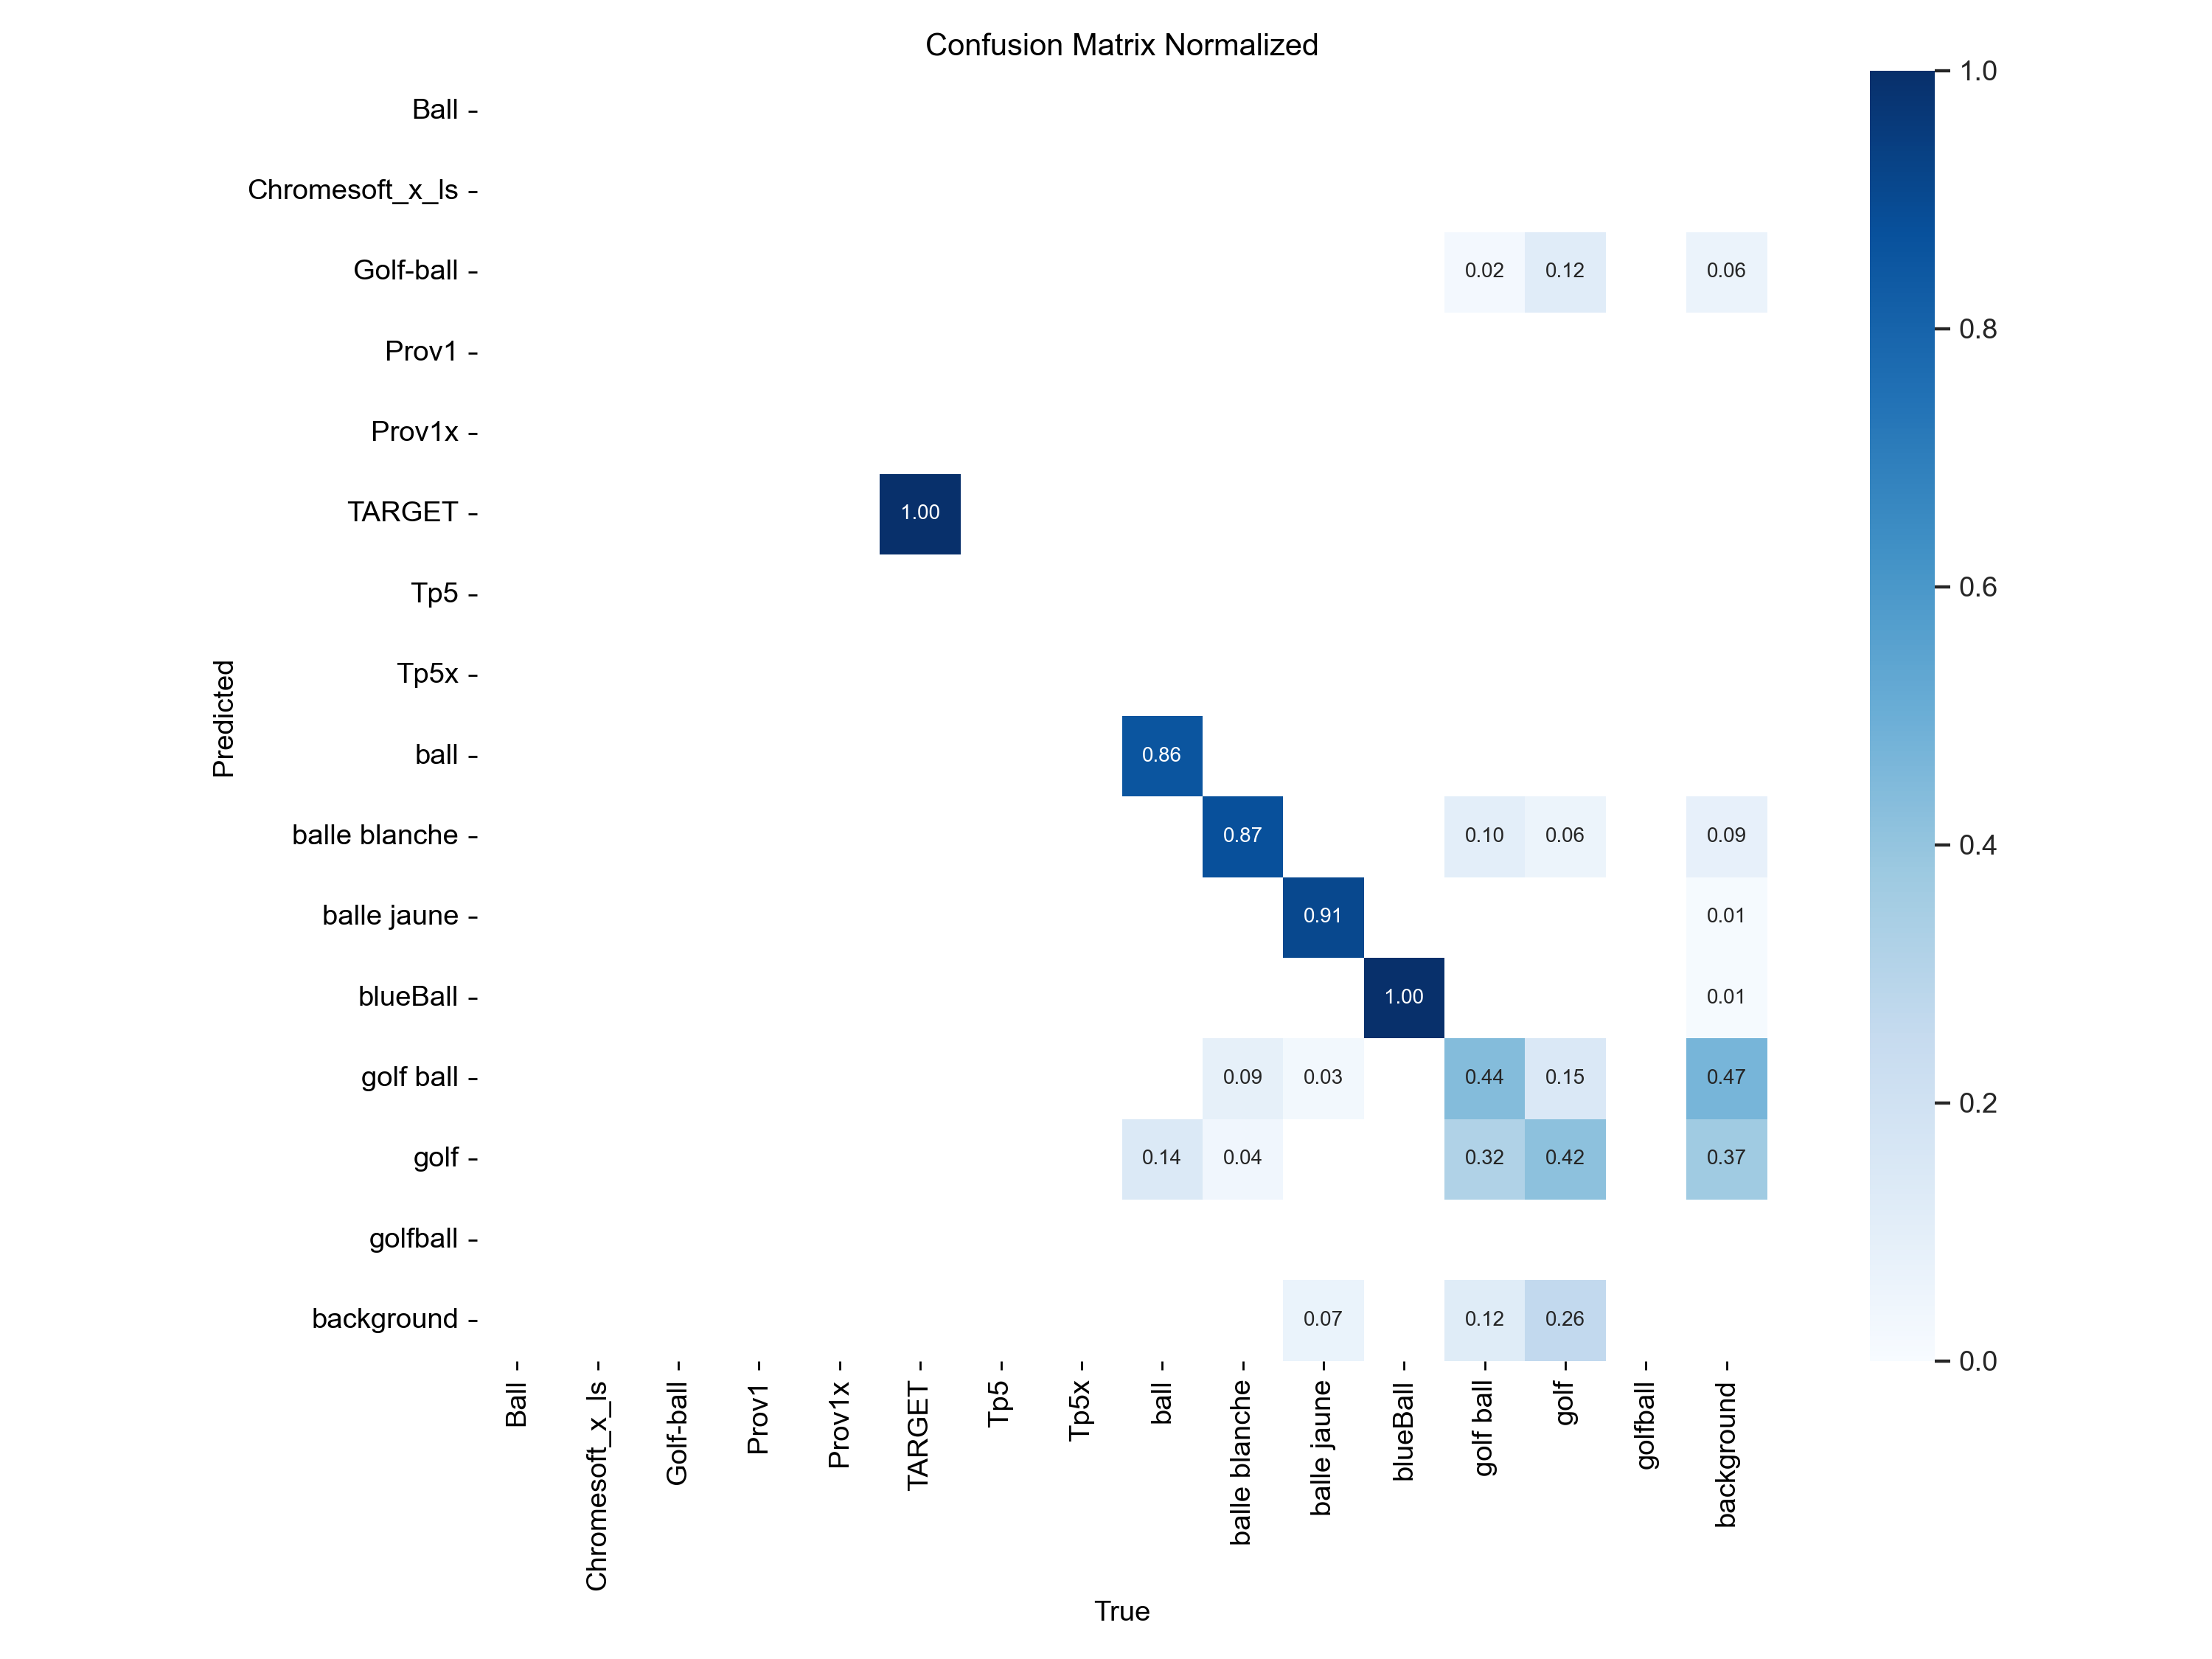 Confusion Matrix Normalized
Ball
Chromesoft_x_ls
Golf-ball 0.02 0.12 0.06
Prov1
Prov1x
TARGET 1.00
Tp5
Tp5x
ball 0.86
balle blanche 0.87 0.10 0.06 0.09
balle jaune 0.91 0.01
blueBall 1.00 0.01
golf ball 0.09 0.03 0.44 0.15 0.47
golf 0.14 0.04 0.32 0.42 0.37
golfball
background 0.07 0.12 0.26
Predicted
Ball
Chromesoft_x_ls
Golf-ball
Prov1
Prov1x
TARGET
Tp5
Tp5x
ball
balle blanche
balle jaune
blueBall
golf ball
golf
golfball
background
True
1.0
0.8
0.6
0.4
0.2
0.0